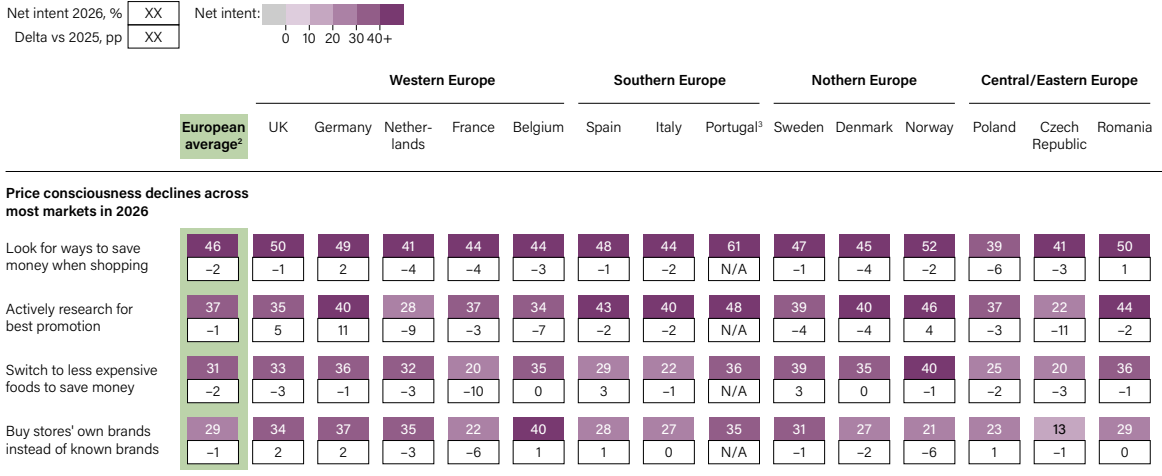 Net intent 2026, % XX Net intent:
Delta vs 2025, pp XX 0 10 20 30 40+
Western Europe Southern Europe Nothern Europe Central/Eastern Europe
European average² UK Germany Nether-lands France Belgium Spain Italy Portugal³ Sweden Denmark Norway Poland Czech Republic Romania
Price consciousness declines across
most markets in 2026
Look for ways to save
money when shopping
46 50 49 41 44 44 48 44 61 47 45 52 39 41 50
–2 –1 2 –4 –4 –3 –1 –2 N/A –1 –4 –2 –6 –3 1
Actively research for
best promotion
37 35 40 28 37 34 43 40 48 39 40 46 37 22 44
–1 5 11 –9 –3 –7 –2 –2 N/A –4 –4 4 –3 –11 –2
Switch to less expensive
foods to save money
31 33 36 32 20 35 29 22 36 39 35 40 25 20 36
–2 –3 –1 –3 –10 0 3 –1 N/A 3 0 –1 –2 –3 –1
Buy stores' own brands
instead of known brands
29 34 37 35 22 40 28 27 35 31 27 21 23 13 29
–1 2 2 –3 –6 1 1 0 N/A –1 –2 –6 1 –1 0